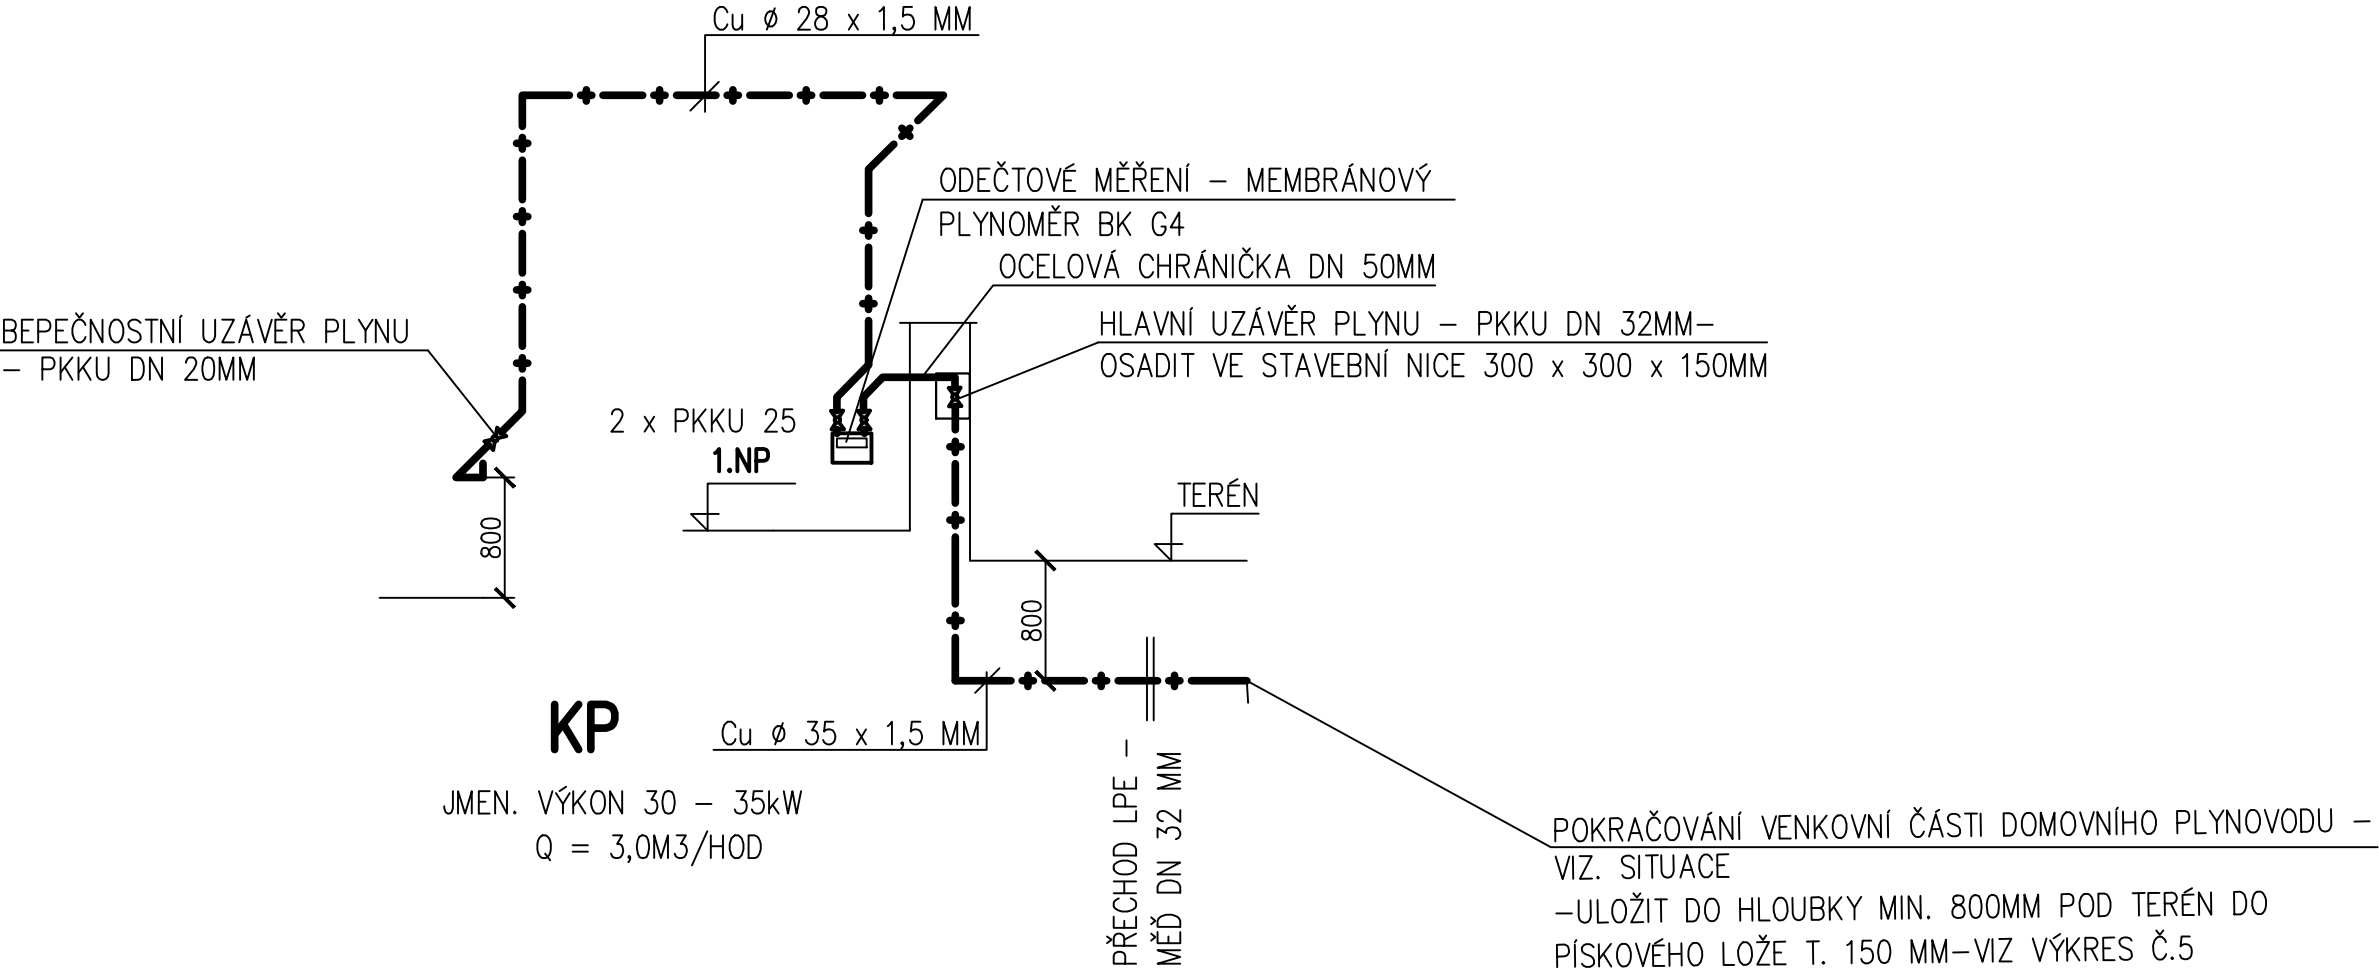 Cu ø 28 x 1,5 MM
ODEČTOVÉ MĚŘENÍ – MEMBRÁNOVÝ
PLYNOMĚR BK G4
OCELOVÁ CHRÁNIČKA DN 50MM
HLAVNÍ UZÁVĚR PLYNU – PKKU DN 32MM–
OSADIT VE STAVEBNÍ NICE 300 x 300 x 150MM
BEPEČNOSTNÍ UZÁVĚR PLYNU
– PKKU DN 20MM
2 x PKKU 25
1.NP
TERÉN
800
800
KP
Cu ø 35 x 1,5 MM
JMEN. VÝKON 30 – 35kW
Q = 3,0M3/HOD
PŘECHOD LPE –
MĚĎ DN 32 MM
POKRAČOVÁNÍ VENKOVNÍ ČÁSTI DOMOVNÍHO PLYNOVODU –
VIZ. SITUACE
–ULOŽIT DO HLOUBKY MIN. 800MM POD TERÉN DO
PÍSKOVÉHO LOŽE T. 150 MM–VIZ VÝKRES Č.5